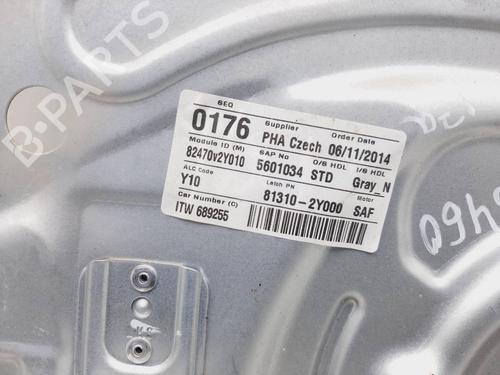 B-PARTS
SEQ
0176
Supplier
PHA Czech
Order Date
06/11/2014
Module ID (M)
82470v2Y010
SAP No
5601034
O/S HDL
STD
I/S HDL
Gray_N
ALC Code
Y10
Latch PN
81310-2Y000
Motor
SAF
Car Number (C)
ITW 689255